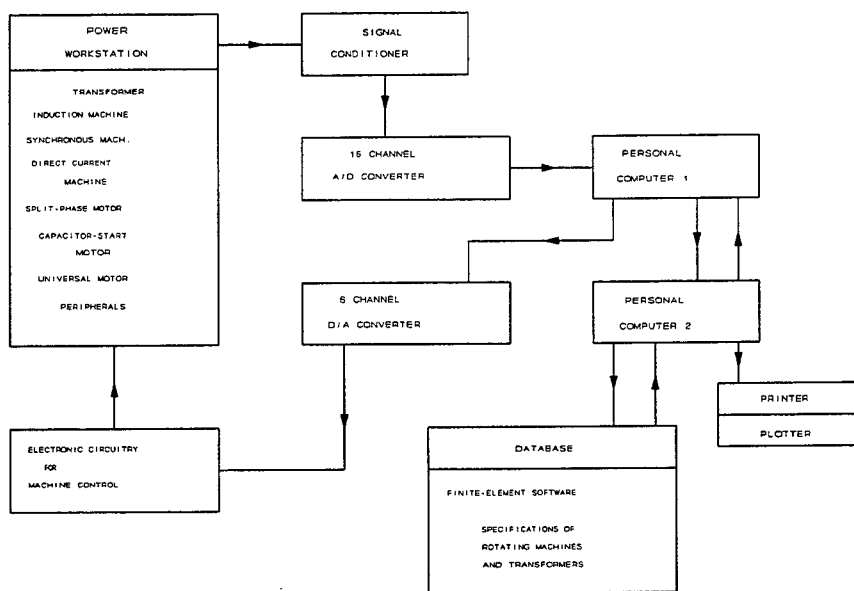 POWER
WORKSTATION
TRANSFORMER
INDUCTION MACHINE
SYNCHRONOUS MACH.
DIRECT CURRENT
MACHINE
SPLIT-PHASE MOTOR
CAPACITOR-START
MOTOR
UNIVERSAL MOTOR
PERIPHERALS
SIGNAL
CONDITIONER
16 CHANNEL
A/D CONVERTER
PERSONAL
COMPUTER 1
6 CHANNEL
D/A CONVERTER
PERSONAL
COMPUTER 2
PRINTER
PLOTTER
ELECTRONIC CIRCUITRY
FOR
MACHINE CONTROL
DATABASE
FINITE-ELEMENT SOFTWARE
SPECIFICATIONS OF
ROTATING MACHINES
AND TRANSFORMERS